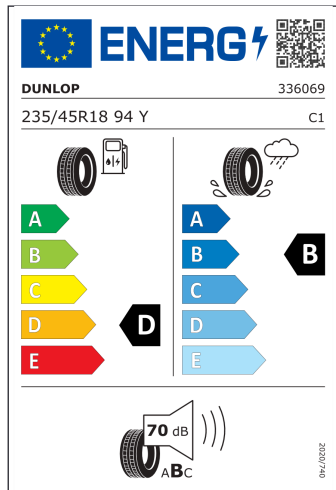 ENERG
DUNLOP 336069
235/45R18 94 Y C1
A A
B B B
C C
D D D
E E
70 dB
ABC
2020/740